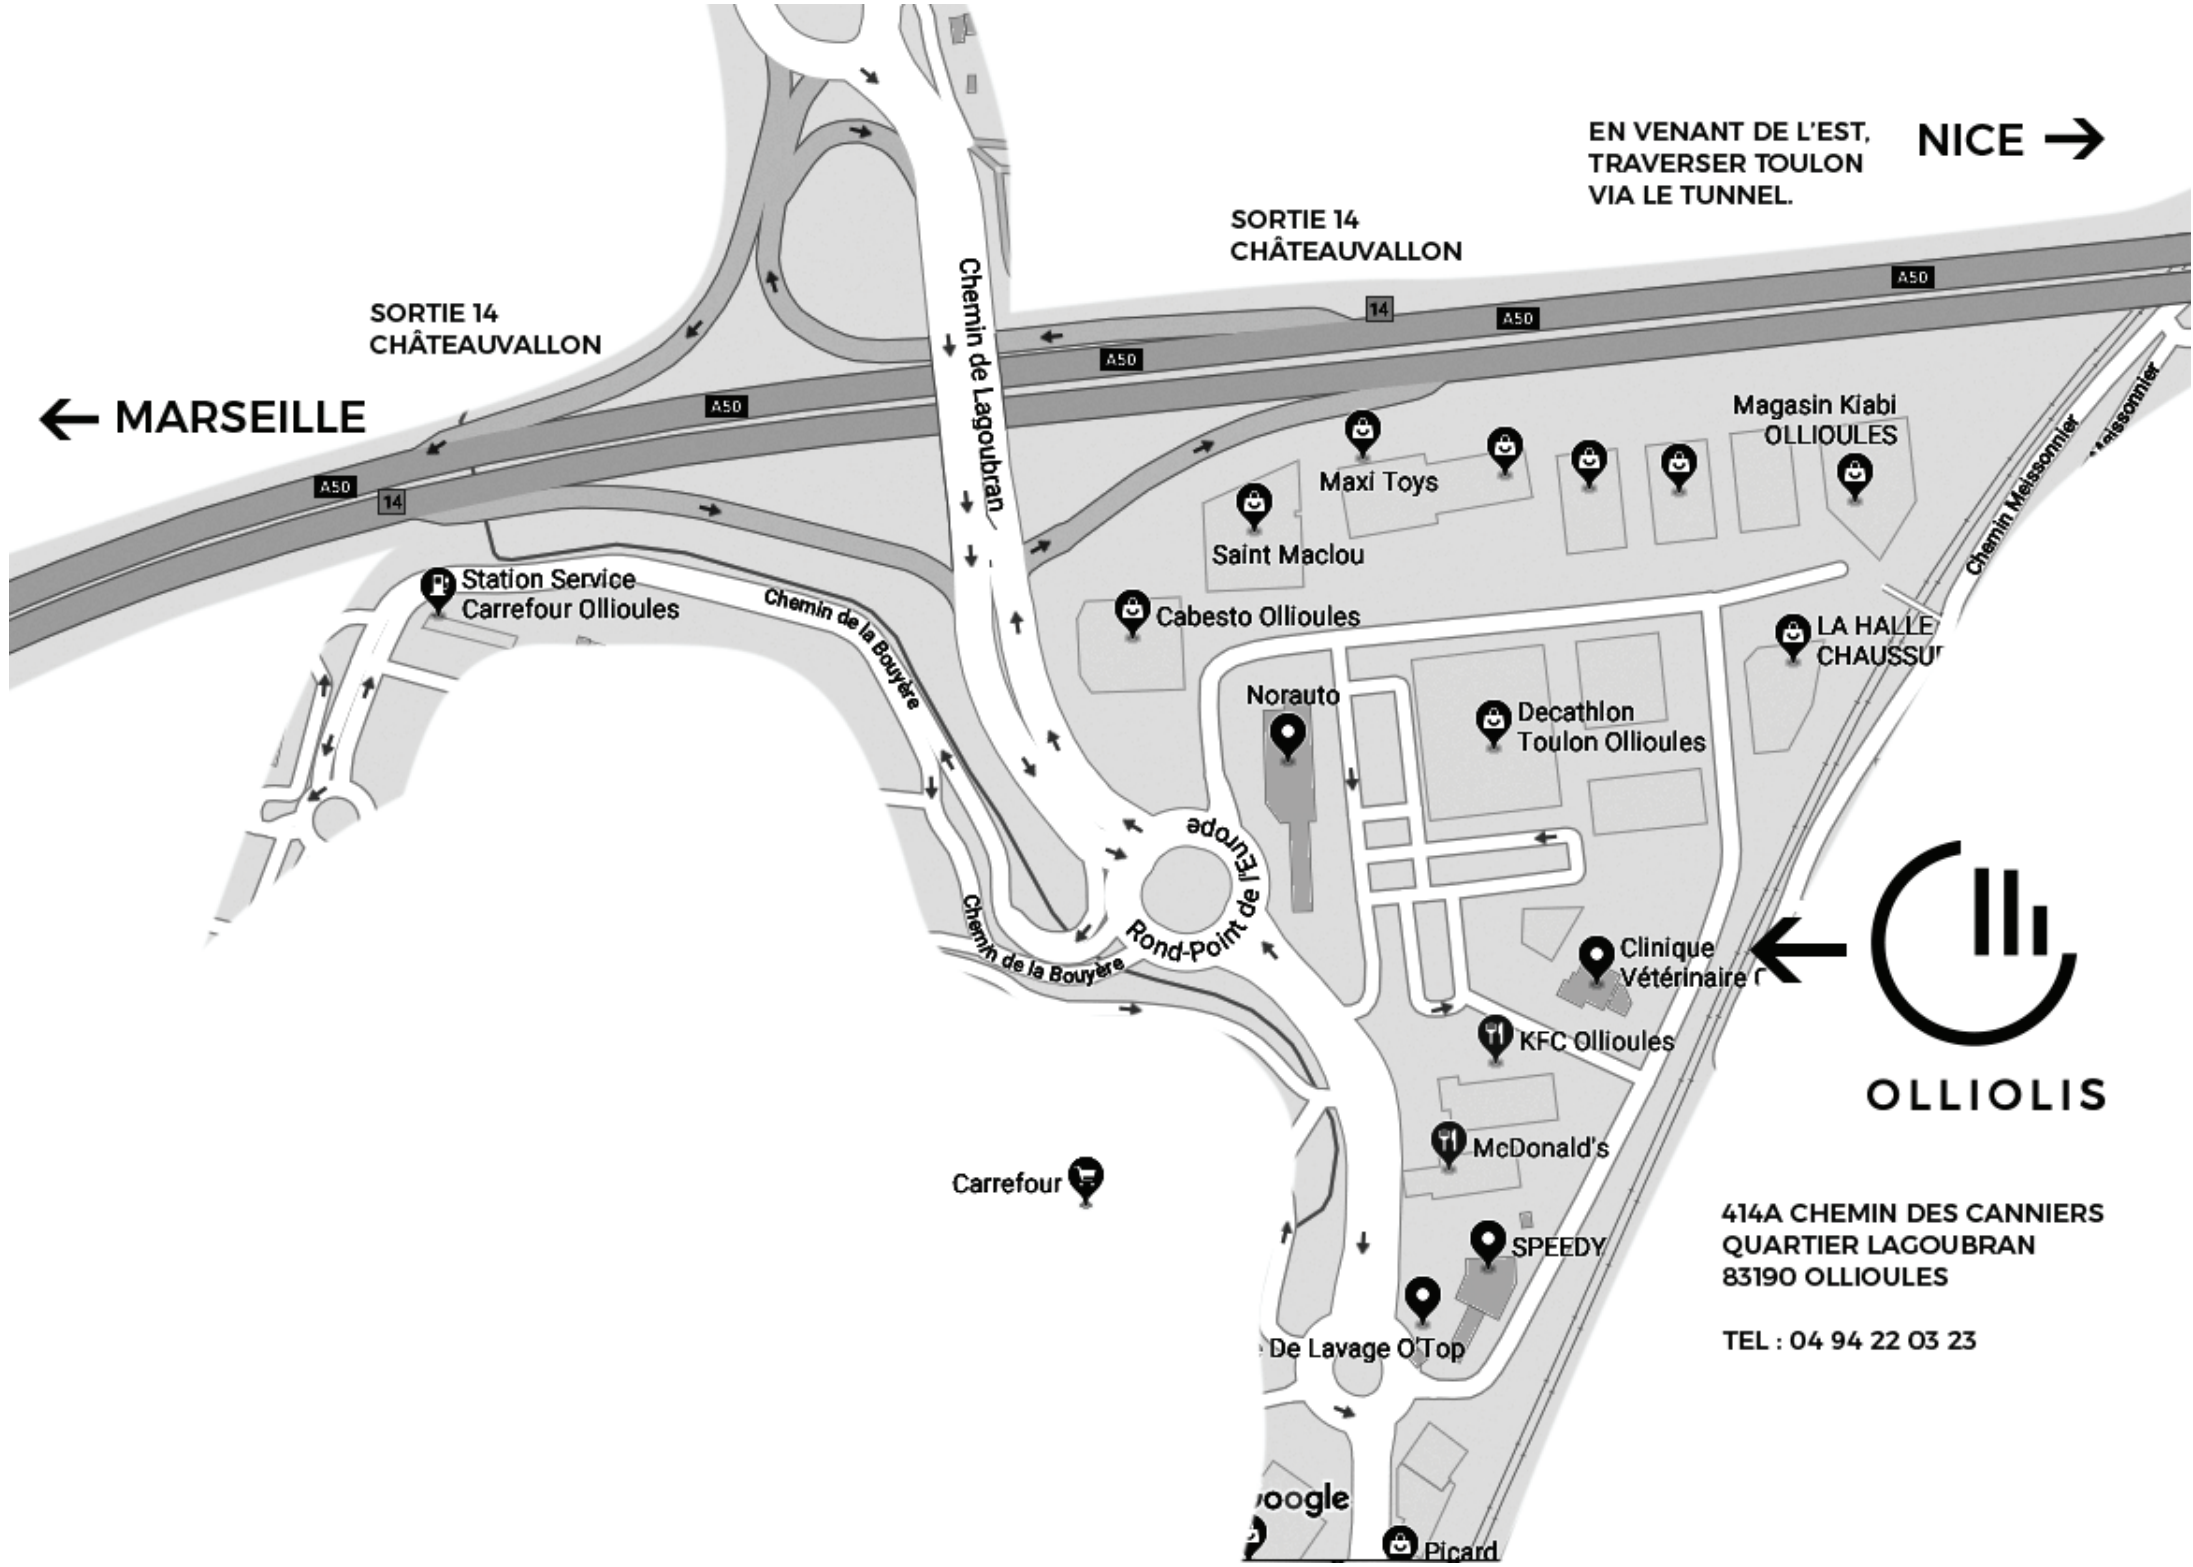 EN VENANT DE L'EST,
TRAVERSER TOULON
VIA LE TUNNEL.
NICE
SORTIE 14
CHÂTEAUVALLON
SORTIE 14
CHÂTEAUVALLON
MARSEILLE
A50
A50
14
A50
A50
A50
14
Chemin de Lagoubran
Magasin Kiabi
OLLIOULES
Maxi Toys
Saint Maclou
Chemin Meissonnier
Meissonnier
Station Service
Carrefour Ollioules
Chemin de la Bouyère
Cabesto Ollioules
LA HALLE
Norauto
Decathlon
Toulon Ollioules
Rond-Point de l'Europe
Chemin de la Bouyère
Clinique
Vétérinaire
KFC Ollioules
McDonald's
Carrefour
SPEEDY
De Lavage O'Top
Picard
OLLIOLIS
414A CHEMIN DES CANNIERS
QUARTIER LAGOUBRAN
83190 OLLIOULES
TEL : 04 94 22 03 23